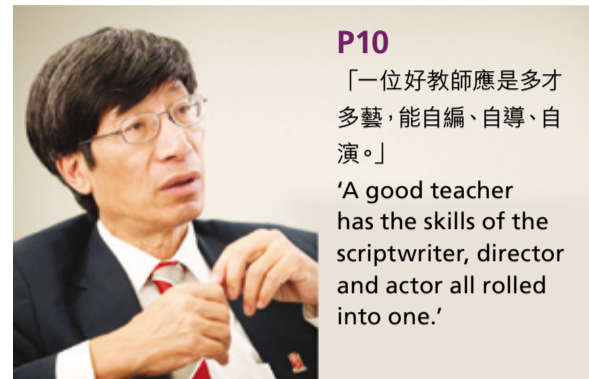 P10
「一位好教師應是多才
多藝，能自編、自導、自
演。」
‘A good teacher
has the skills of the
scriptwriter, director
and actor all rolled
into one.’